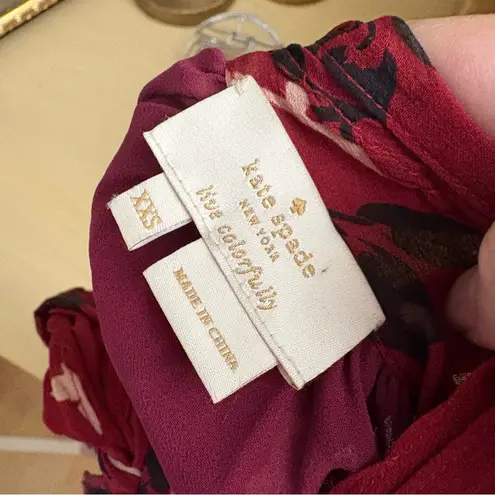 kate spade
NEW YORK
live colorfully
XXS
MADE IN CHINA